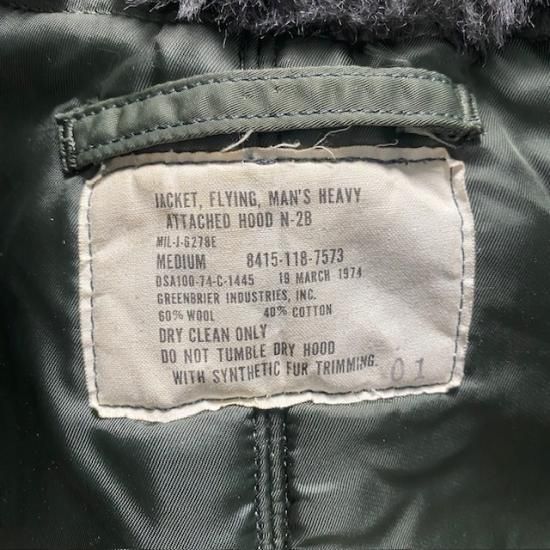 JACKET, FLYING, MAN'S HEAVY
ATTACHED HOOD N-2B
MIL-J-6278E
MEDIUM 8415-118-7573
DSA100-74-C-1445 18 MARCH 1974
GREENBRIER INDUSTRIES, INC.
60% WOOL 40% COTTON
DRY CLEAN ONLY
DO NOT TUMBLE DRY HOOD
WITH SYNTHETIC FUR TRIMMING.
01